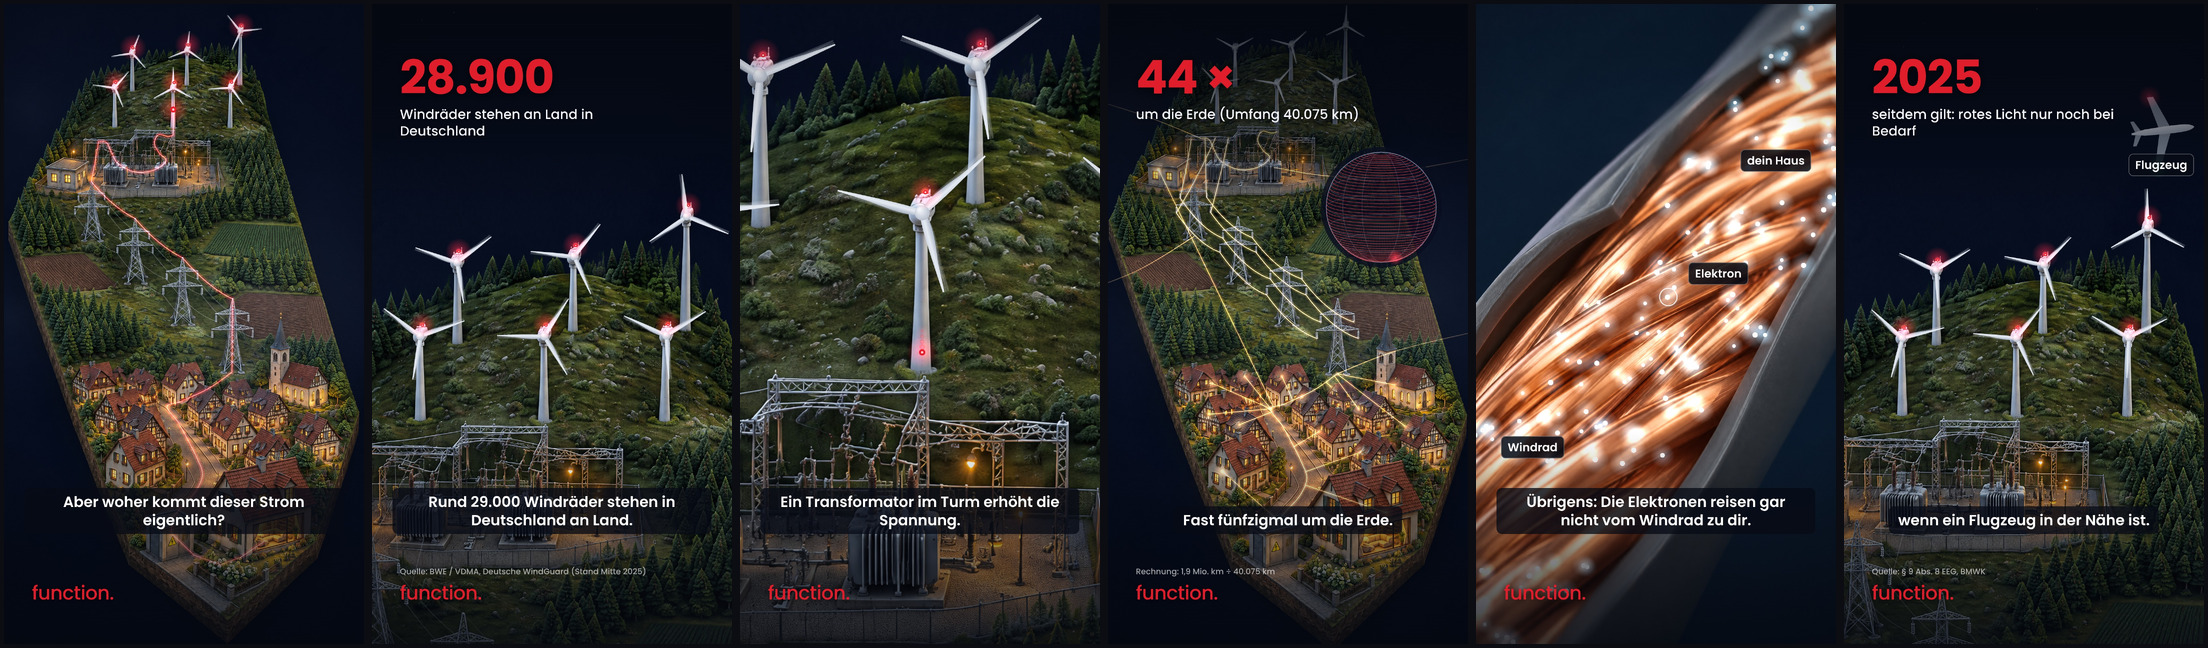 Aber woher kommt dieser Strom
eigentlich?
function.
28.900
Windräder stehen an Land in
Deutschland
Rund 29.000 Windräder stehen in
Deutschland an Land.
Quelle: BWE / VDMA, Deutsche WindGuard (Stand Mitte 2025)
function.
Ein Transformator im Turm erhöht die
Spannung.
function.
44 ×
um die Erde (Umfang 40.075 km)
Fast fünfzigmal um die Erde.
Rechnung: 1,9 Mio. km ÷ 40.075 km
function.
dein Haus
Elektron
Windrad
Übrigens: Die Elektronen reisen gar
nicht vom Windrad zu dir.
function.
2025
seitdem gilt: rotes Licht nur noch bei
Bedarf
Flugzeug
wenn ein Flugzeug in der Nähe ist.
Quelle: § 9 Abs. 8 EEG, BMWK
function.